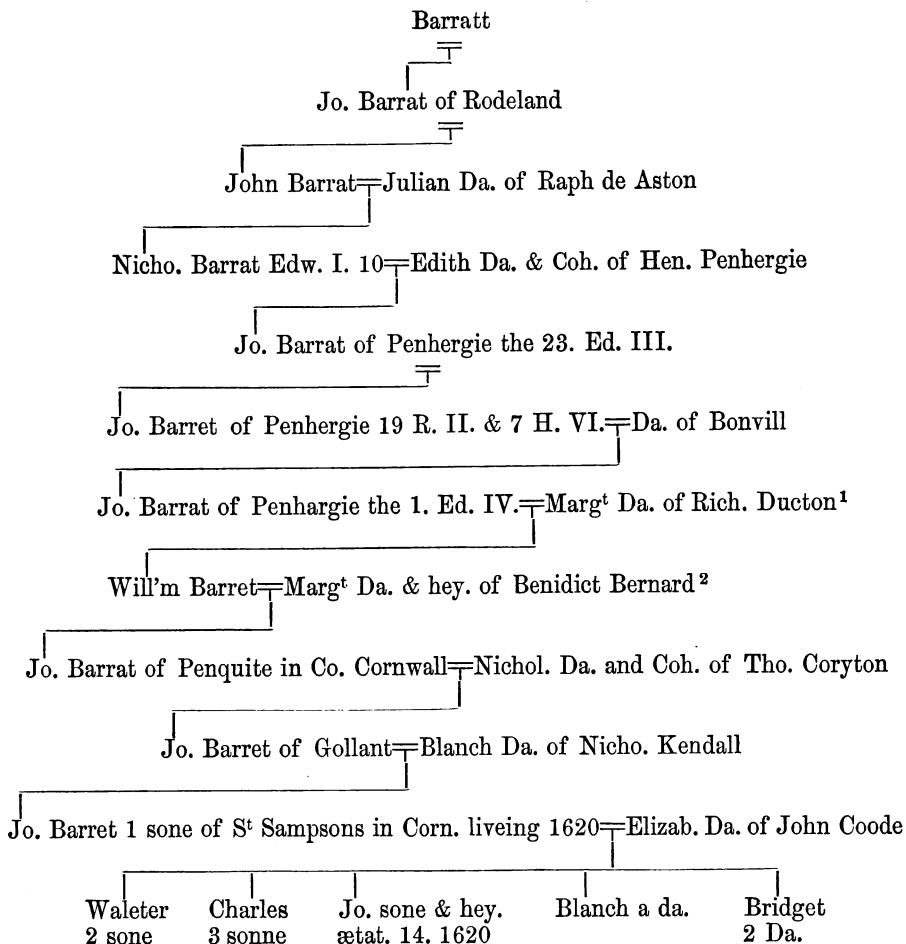 Barratt
Jo. Barrat of Rodeland
John Barrat Julian Da. of Raph de Aston
Nicho. Barrat Edw. I. 10 Edith Da. & Coh. of Hen. Penhergie
Jo. Barrat of Penhergie the 23. Ed. III.
Jo. Barret of Penhergie 19 R. II. & 7 H. VI. Da. of Bonvill
Jo. Barrat of Penhargie the 1. Ed. IV. Margᵗ Da. of Rich. Ducton¹
Will'm Barret Margᵗ Da. & hey. of Benidict Bernard²
Jo. Barrat of Penquite in Co. Cornwall Nichol. Da. and Coh. of Tho. Coryton
Jo. Barret of Gollant Blanch Da. of Nicho. Kendall
Jo. Barret 1 sone of Sᵗ Sampsons in Corn. liveing 1620 Elizab. Da. of John Coode
Waleter Charles Jo. sone & hey. Blanch a da. Bridget
2 sone 3 sonne ætat. 14. 1620 2 Da.